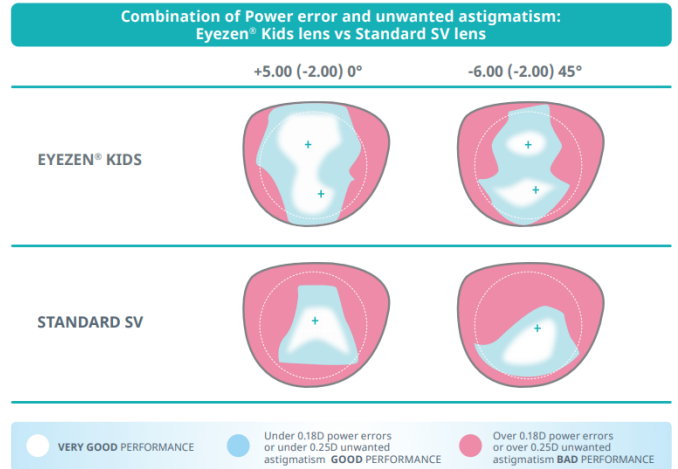 Combination of Power error and unwanted astigmatism:
Eyezen® Kids lens vs Standard SV lens
+5.00 (-2.00) 0° -6.00 (-2.00) 45°
EYEZEN® KIDS
STANDARD SV
VERY GOOD PERFORMANCE
Under 0.18D power errors
or under 0.25D unwanted
astigmatism GOOD PERFORMANCE
Over 0.18D power errors
or over 0.25D unwanted
astigmatism BAD PERFORMANCE